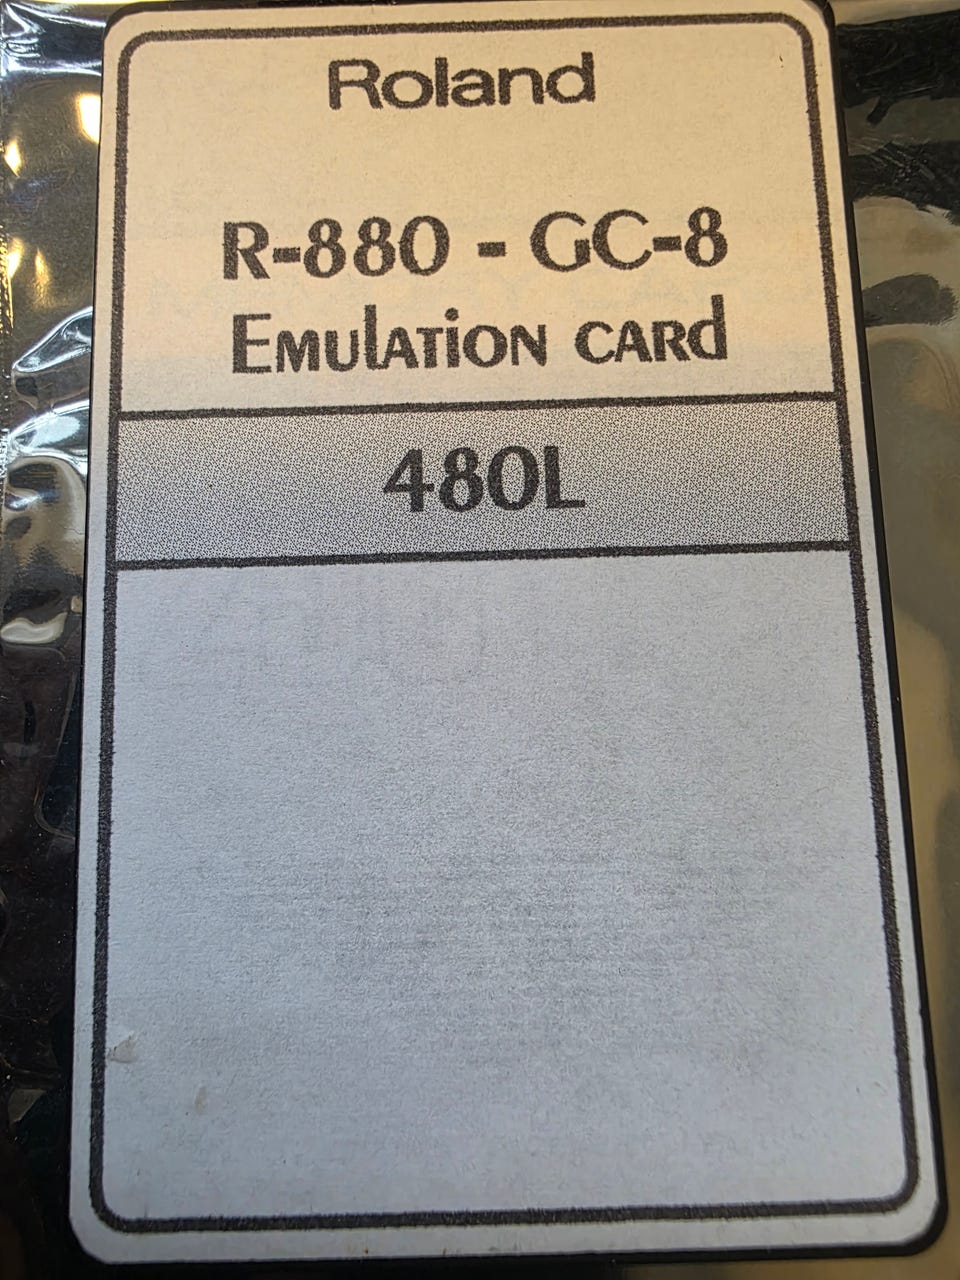 Roland
R-880 - GC-8
Emulation card
480L